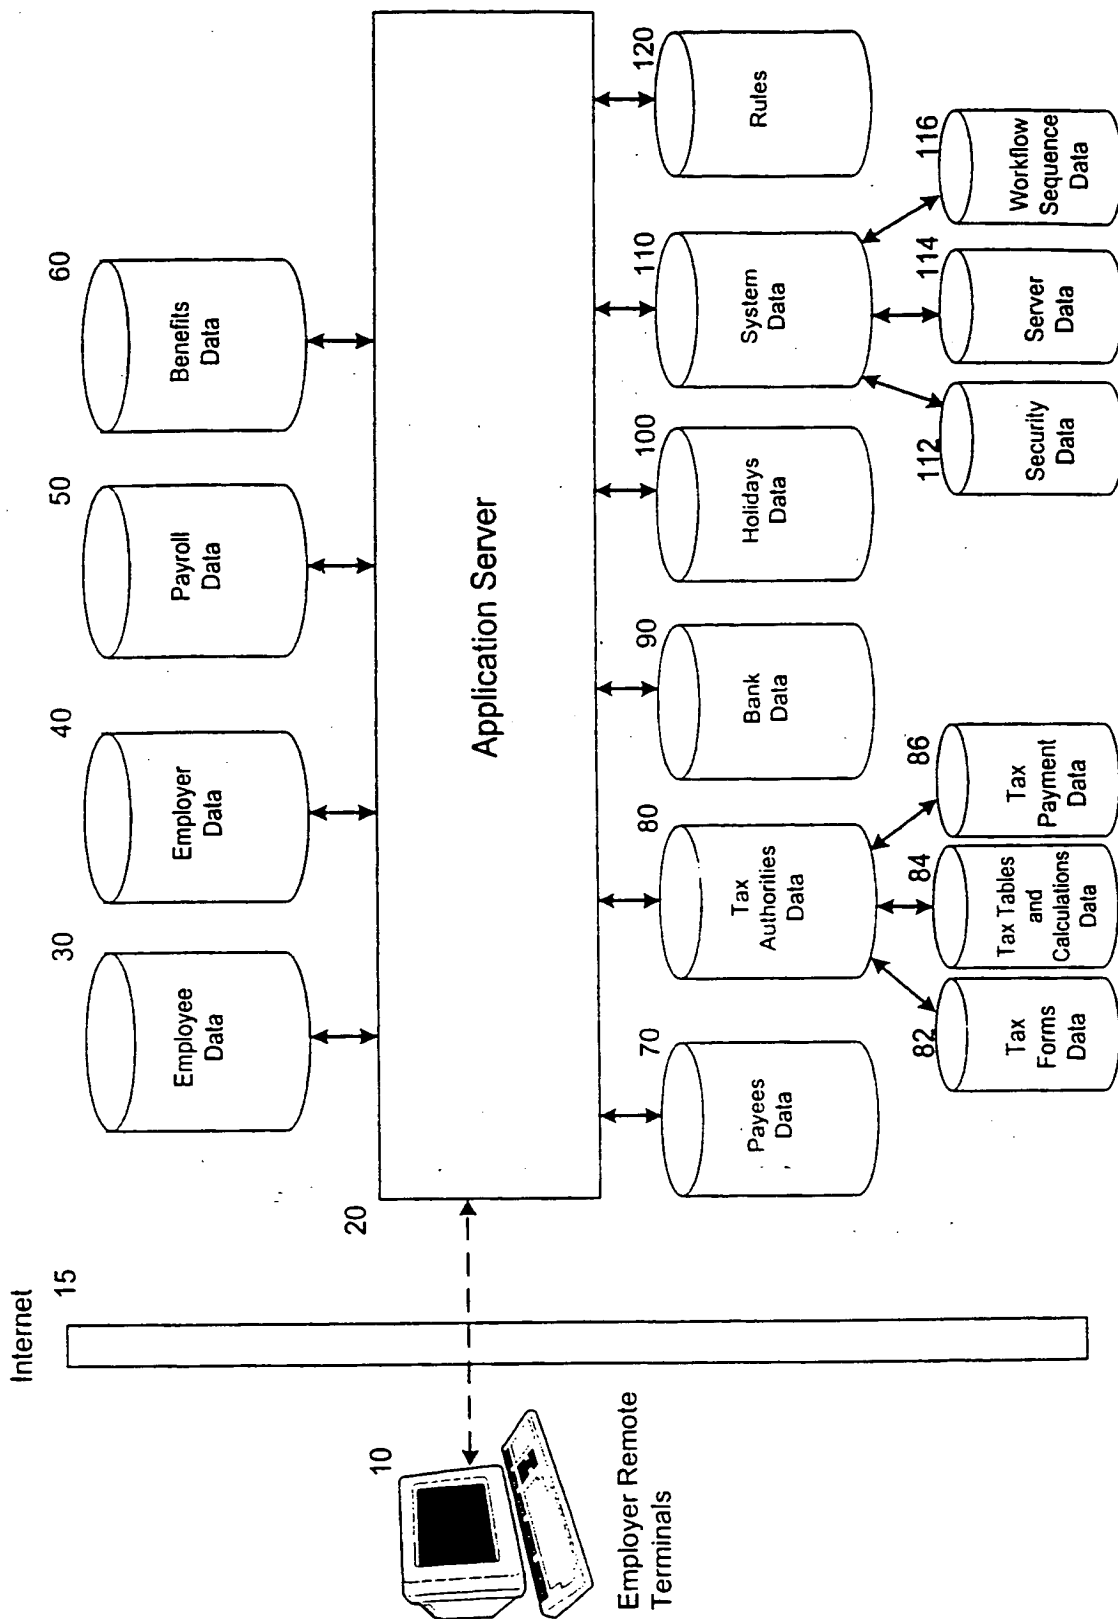 Internet
15
Employer Remote
Terminals
10
20
Application Server
30
Employee
Data
40
Employer
Data
50
Payroll
Data
60
Benefits
Data
70
Payees
Data
80
Tax
Authorities
Data
82
Tax
Forms
Data
84
Tax Tables
and
Calculations
Data
86
Tax
Payment
Data
90
Bank
Data
100
Holidays
Data
110
System
Data
112
Security
Data
114
Server
Data
116
Workflow
Sequence
Data
120
Rules